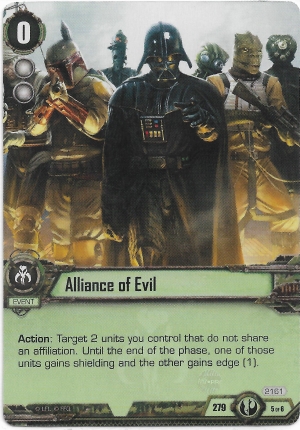 0
Alliance of Evil
EVENT
Action: Target 2 units you control that do not share
an affiliation. Until the end of the phase, one of those
units gains shielding and the other gains edge (1).
2161
279
5 OF 6